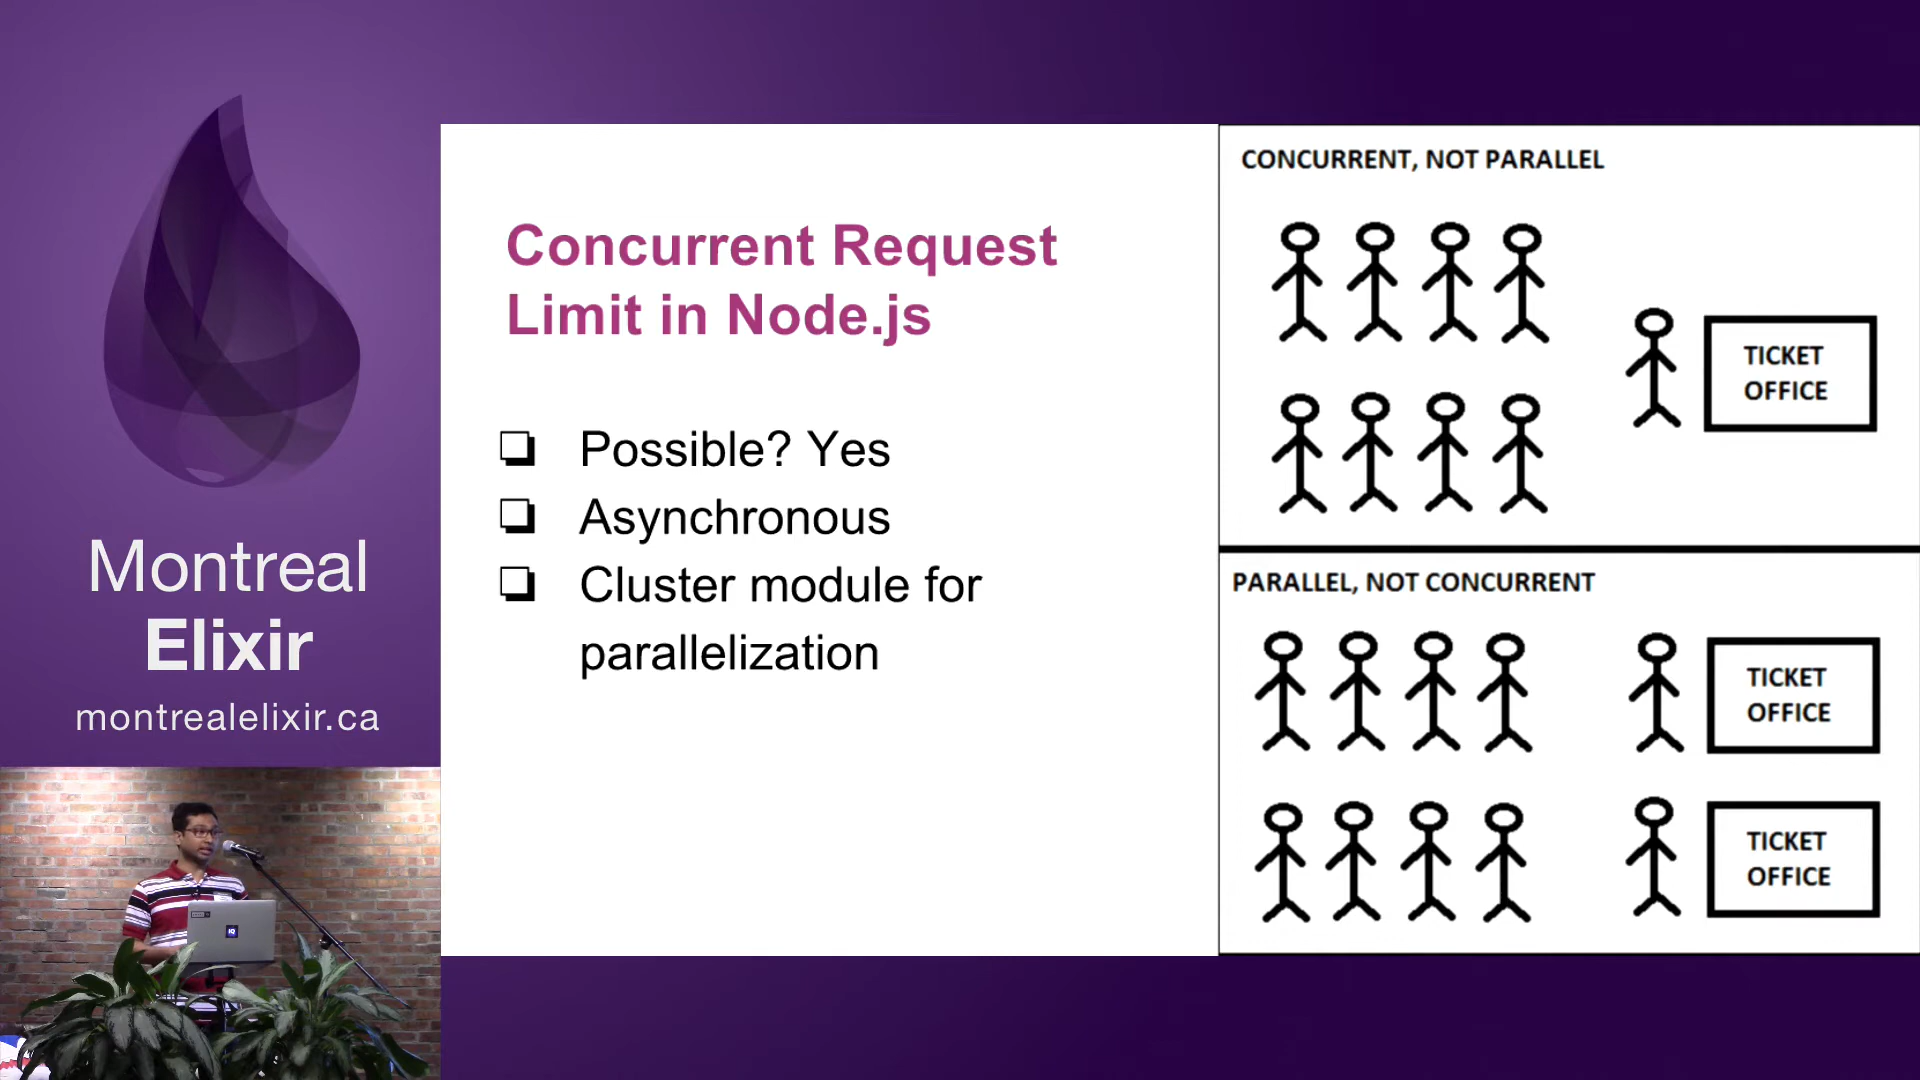 Montreal
Elixir
montrealelixir.ca
Concurrent Request
Limit in Node.js
Possible? Yes
Asynchronous
Cluster module for
parallelization
CONCURRENT, NOT PARALLEL
TICKET
OFFICE
PARALLEL, NOT CONCURRENT
TICKET
OFFICE
TICKET
OFFICE